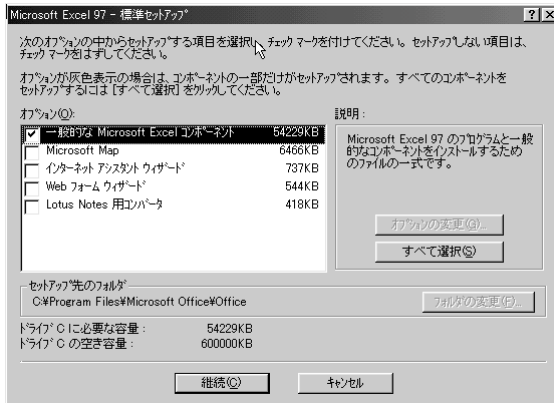 Microsoft Excel 97 - 標準ｾｯﾄｱｯﾌﾟ
次のｵﾌﾟｼｮﾝの中からｾｯﾄｱｯﾌﾟする項目を選択し、ﾁｪｯｸ ﾏｰｸを付けてください。ｾｯﾄｱｯﾌﾟしない項目は、
ﾁｪｯｸ ﾏｰｸをはずしてください。
ｵﾌﾟｼｮﾝが灰色表示の場合は、ｺﾝﾎﾟｰﾈﾝﾄの一部だけがｾｯﾄｱｯﾌﾟされます。すべてのｺﾝﾎﾟｰﾈﾝﾄを
ｾｯﾄｱｯﾌﾟするには [すべて選択] をｸﾘｯｸしてください。
ｵﾌﾟｼｮﾝ(O):
一般的な Microsoft Excel ｺﾝﾎﾟｰﾈﾝﾄ 54229KB
Microsoft Map 6466KB
ｲﾝﾀｰﾈｯﾄ ｱｼｽﾀﾝﾄ ｳｨｻﾞｰﾄﾞ 737KB
Web ﾌｫｰﾑ ｳｨｻﾞｰﾄﾞ 544KB
Lotus Notes 用ｺﾝﾊﾞｰﾀ 418KB
説明:
Microsoft Excel 97 のﾌﾟﾛｸﾞﾗﾑと一般
的なｺﾝﾎﾟｰﾈﾝﾄをｲﾝｽﾄｰﾙするため
のﾌｧｲﾙの一式です。
ｵﾌﾟｼｮﾝの変更(G)...
すべて選択(S)
ｾｯﾄｱｯﾌﾟ先のﾌｫﾙﾀﾞ
C:¥Program Files¥Microsoft Office¥Office
ﾌｫﾙﾀﾞの変更(F)...
ﾄﾞﾗｲﾌﾞ C に必要な容量: 54229KB
ﾄﾞﾗｲﾌﾞ C の空き容量: 600000KB
継続(C)
ｷｬﾝｾﾙ